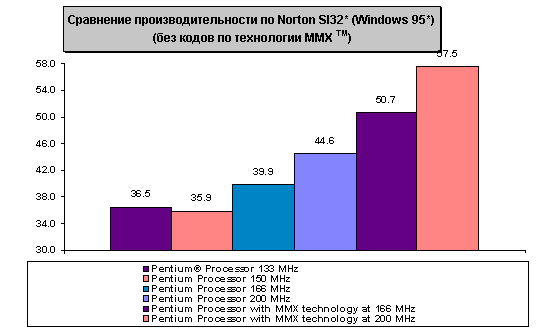 Сравнение производительности по Norton SI32* (Windows 95*)
(без кодов по технологии MMX ™)
58.0
54.0
50.0
46.0
42.0
38.0
34.0
30.0
36.5
35.9
39.9
44.6
50.7
57.5
Pentium® Processor 133 MHz
Pentium Processor 150 MHz
Pentium Processor 166 MHz
Pentium Processor 200 MHz
Pentium Processor with MMX technology at 166 MHz
Pentium Processor with MMX technology at 200 MHz